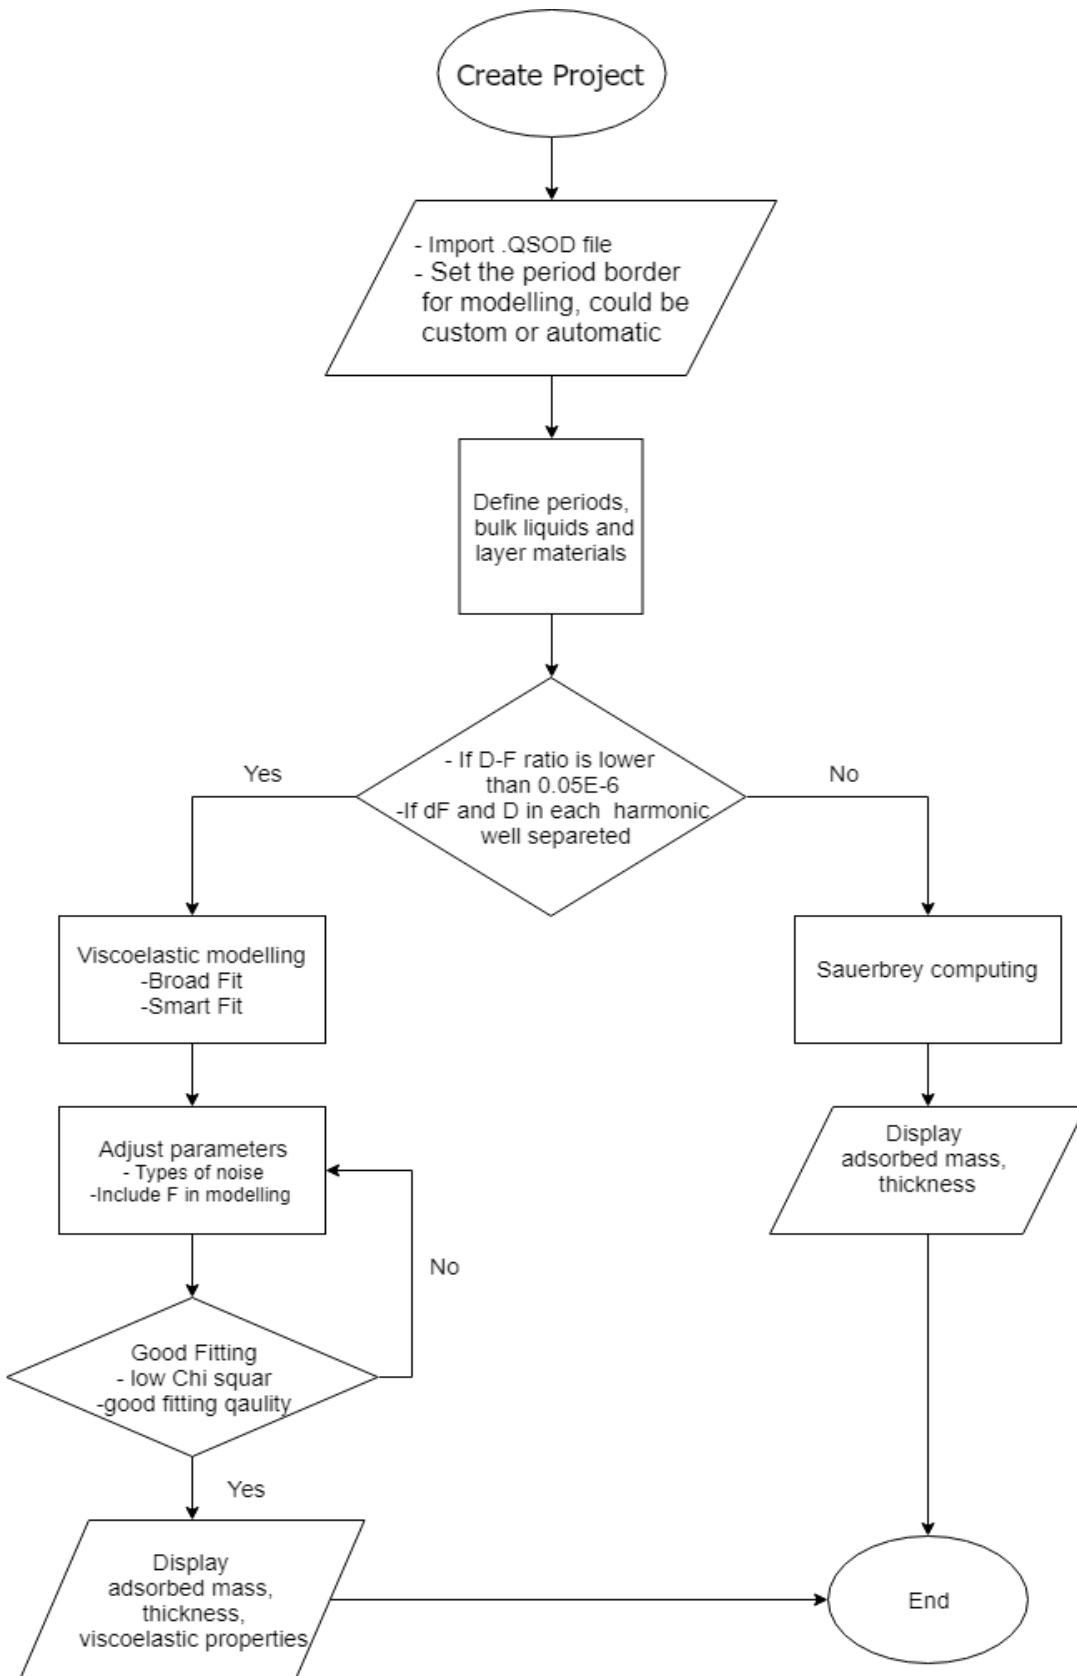 Create Project
- Import .QSOD file
- Set the period border
for modelling, could be
custom or automatic
Define periods,
bulk liquids and
layer materials
- If D-F ratio is lower
than 0.05E-6
-If dF and D in each harmonic
well separeted
Yes
No
Viscoelastic modelling
-Broad Fit
-Smart Fit
Sauerbrey computing
Adjust parameters
- Types of noise
-Include F in modelling
Display
adsorbed mass,
thickness
No
Good Fitting
- low Chi squar
-good fitting qaulity
Yes
Display
adsorbed mass,
thickness,
viscoelastic properties
End